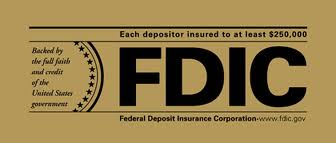 Each depositor insured to at least $250,000
Backed by
the full faith
and credit
of the
United States
government
FDIC
Federal Deposit Insurance Corporation-www.fdic.gov